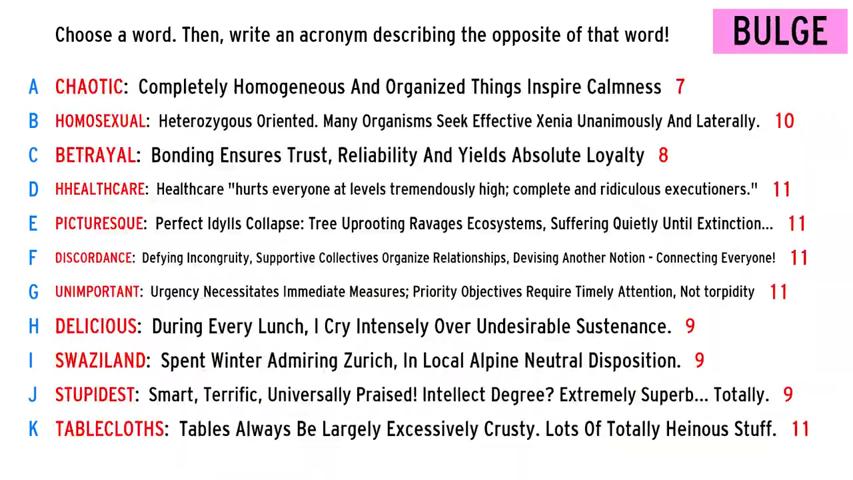 Choose a word. Then, write an acronym describing the opposite of that word!
BULGE
A CHAOTIC: Completely Homogeneous And Organized Things Inspire Calmness 7
B HOMOSEXUAL: Heterozygous Oriented. Many Organisms Seek Effective Xenia Unanimously And Laterally. 10
C BETRAYAL: Bonding Ensures Trust, Reliability And Yields Absolute Loyalty 8
D HHEALTHCARE: Healthcare "hurts everyone at levels tremendously high; complete and ridiculous executioners." 11
E PICTURESQUE: Perfect Idylls Collapse: Tree Uprooting Ravages Ecosystems, Suffering Quietly Until Extinction... 11
F DISCORDANCE: Defying Incongruity, Supportive Collectives Organize Relationships, Devising Another Notion - Connecting Everyone! 11
G UNIMPORTANT: Urgency Necessitates Immediate Measures; Priority Objectives Require Timely Attention, Not torpidity 11
H DELICIOUS: During Every Lunch, I Cry Intensely Over Undesirable Sustenance. 9
I SWAZILAND: Spent Winter Admiring Zurich, In Local Alpine Neutral Disposition. 9
J STUPIDEST: Smart, Terrific, Universally Praised! Intellect Degree? Extremely Superb... Totally. 9
K TABLECLOTHS: Tables Always Be Largely Excessively Crusty. Lots Of Totally Heinous Stuff. 11